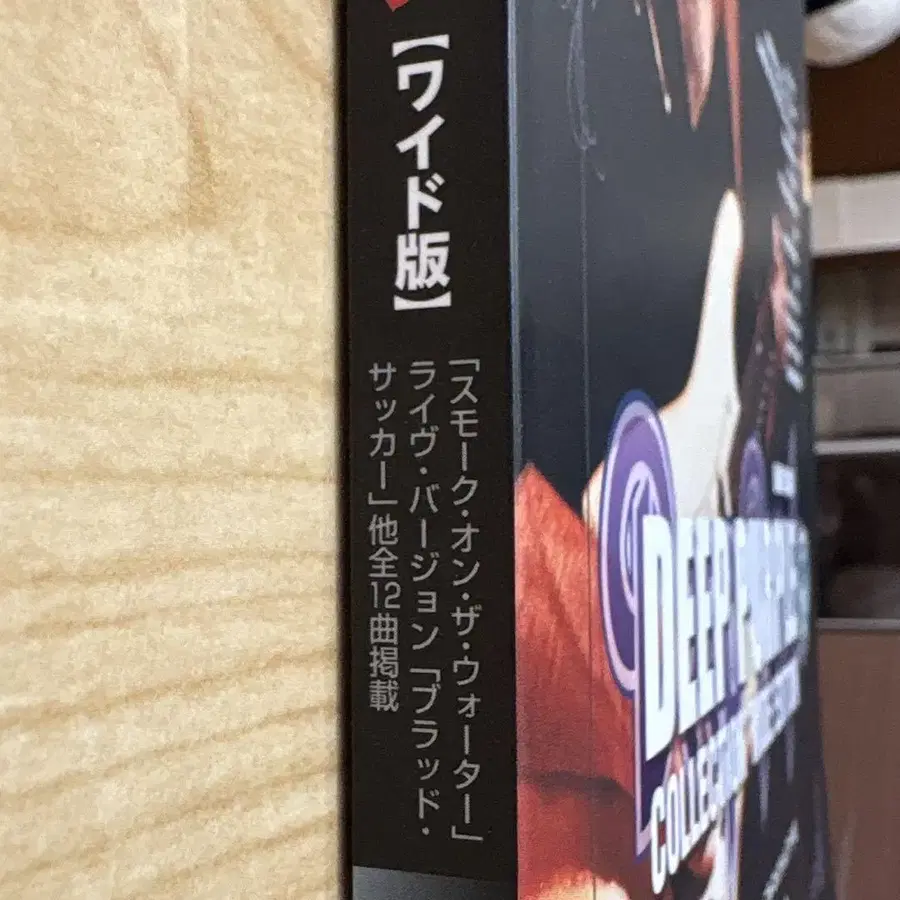 【ワイド版】
「スモーク・オン・ザ・ウォーター」
ライヴ・バージョン「ブラッド・
サッカー」他全12曲掲載
DEEP